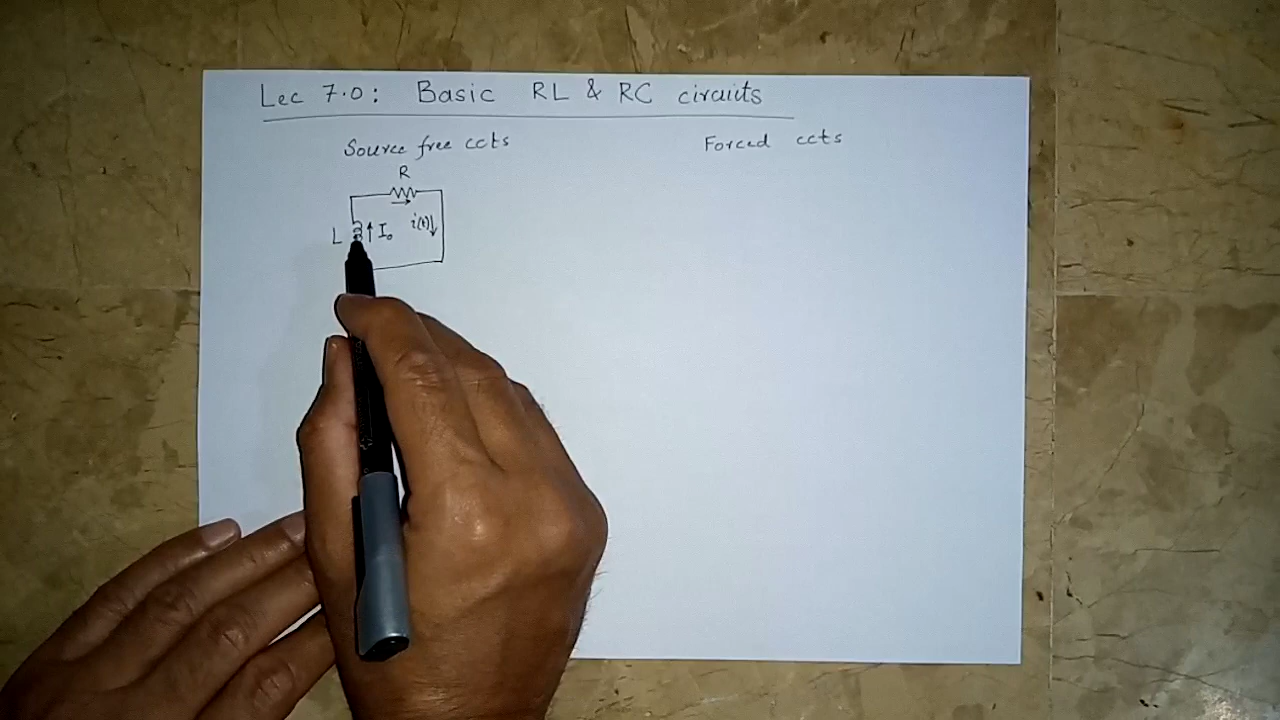 Lec 7.0: Basic RL & RC circuits
Source free ccts
Forced ccts
R
L
I₀
i(t)